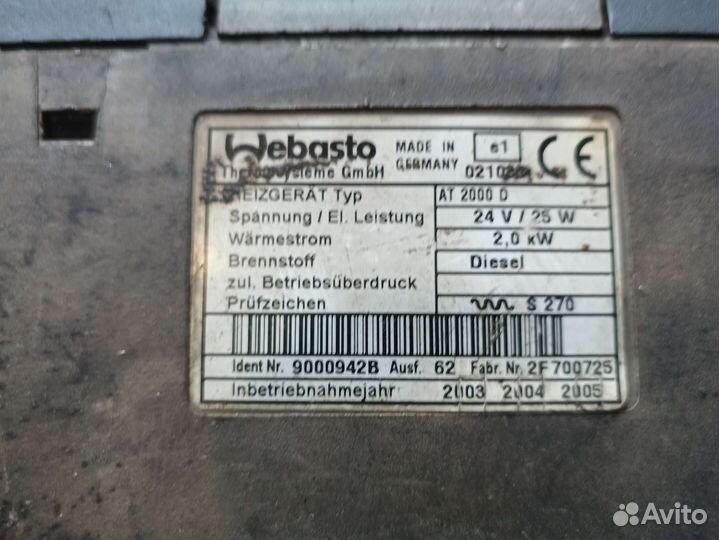 Webasto MADE IN GERMANY e1 CE
GmbH
HEIZGERÄT Typ AT 2000 D
Spannung / El. Leistung 24 V / 25 W
Wärmestrom 2,0 kW
Brennstoff Diesel
zul. Betriebsüberdruck
Prüfzeichen S 270
Ident Nr. 9000942B Ausf. 62 Fabr. Nr. 2F700725
Inbetriebnahmejahr 2003 2004 2005
Avito